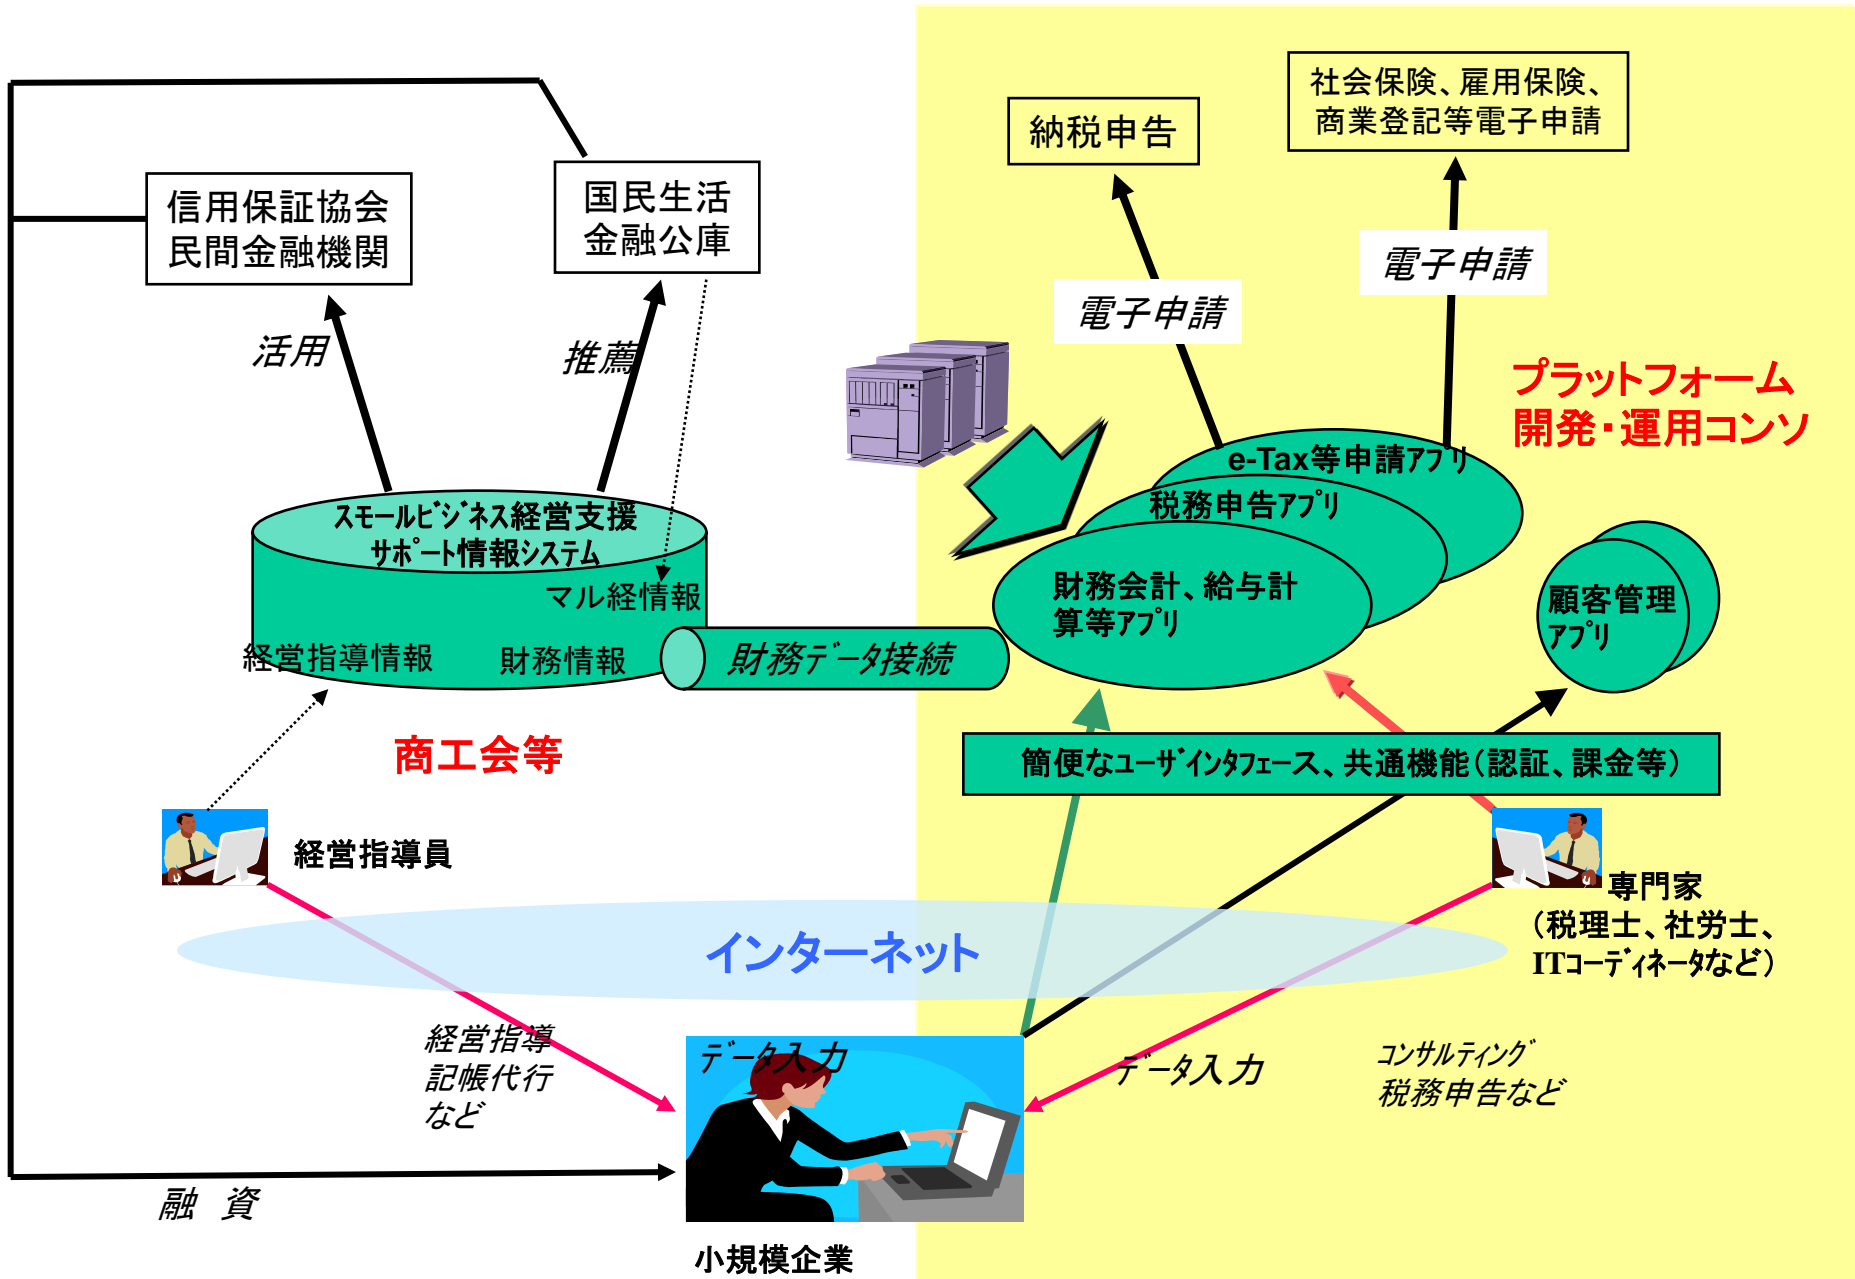 社会保険、雇用保険、
商業登記等電子申請
納税申告
信用保証協会
民間金融機関
国民生活
金融公庫
電子申請
電子申請
活用
推薦
プラットフォーム
開発・運用コンソ
e-Tax等申請アプリ
税務申告アプリ
財務会計、給与計
算等アプリ
顧客管理
アプリ
スモールビジネス経営支援
サポート情報システム
マル経情報
経営指導情報
財務情報
財務データ接続
商工会等
簡便なユーザインタフェース、共通機能（認証、課金等）
経営指導員
専門家
（税理士、社労士、
ITコーディネータなど）
インターネット
経営指導
記帳代行
など
データ入力
データ入力
コンサルティング
税務申告など
融　資
小規模企業